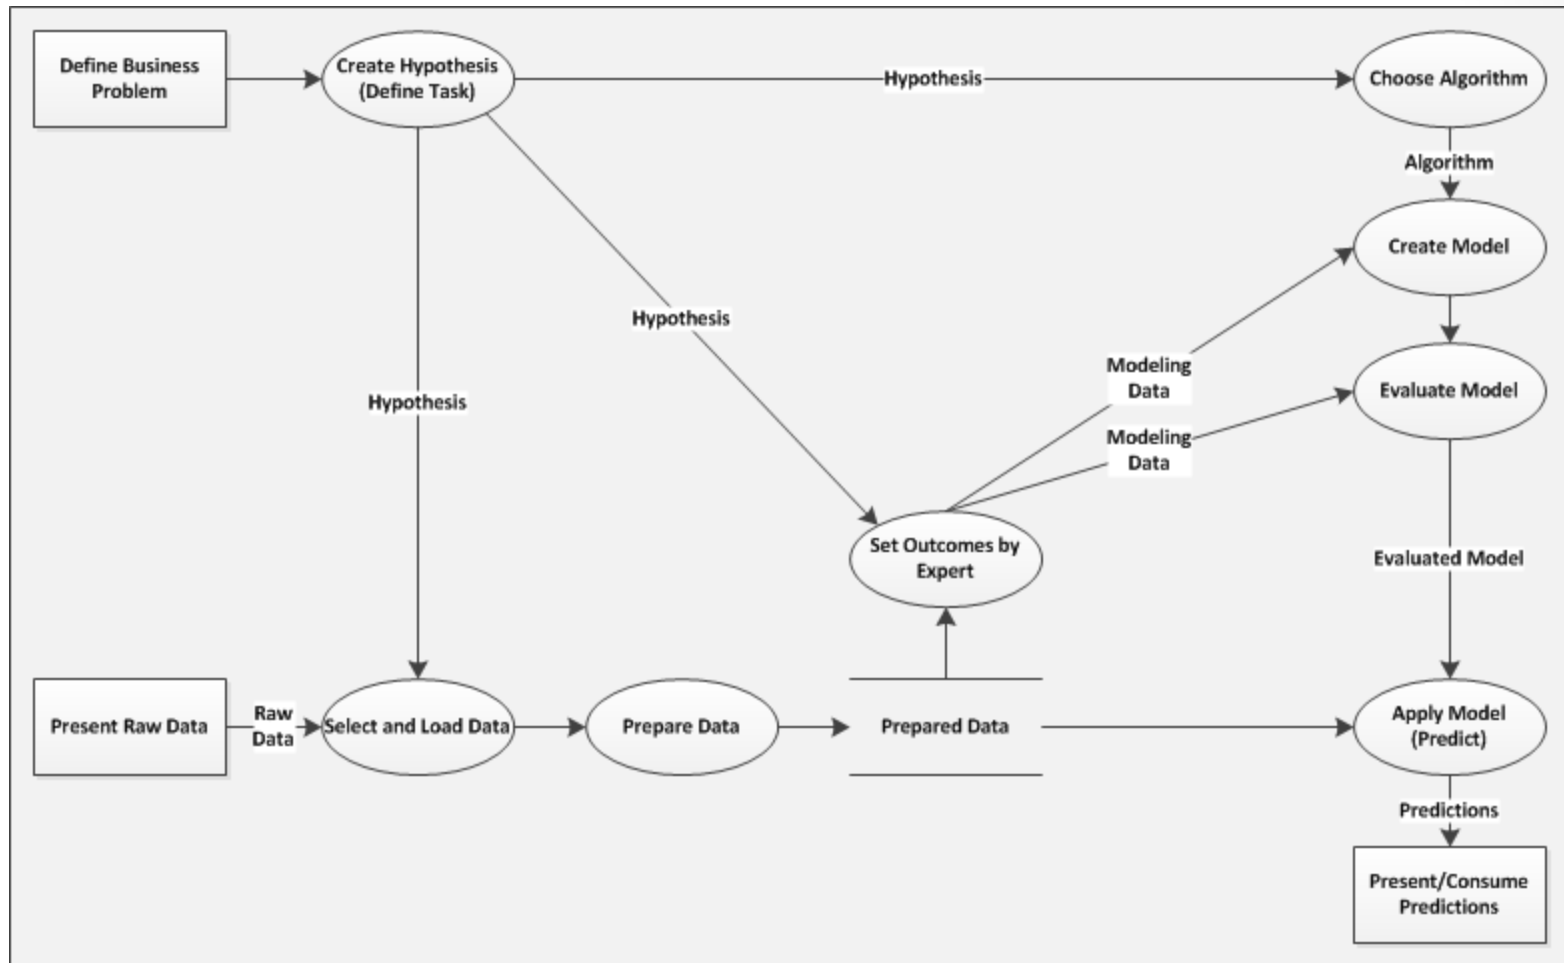 Define Business
Problem
Create Hypothesis
(Define Task)
Hypothesis
Choose Algorithm
Algorithm
Create Model
Hypothesis
Modeling
Data
Evaluate Model
Hypothesis
Modeling
Data
Set Outcomes by
Expert
Evaluated Model
Present Raw Data
Raw
Data
Select and Load Data
Prepare Data
Prepared Data
Apply Model
(Predict)
Predictions
Present/Consume
Predictions